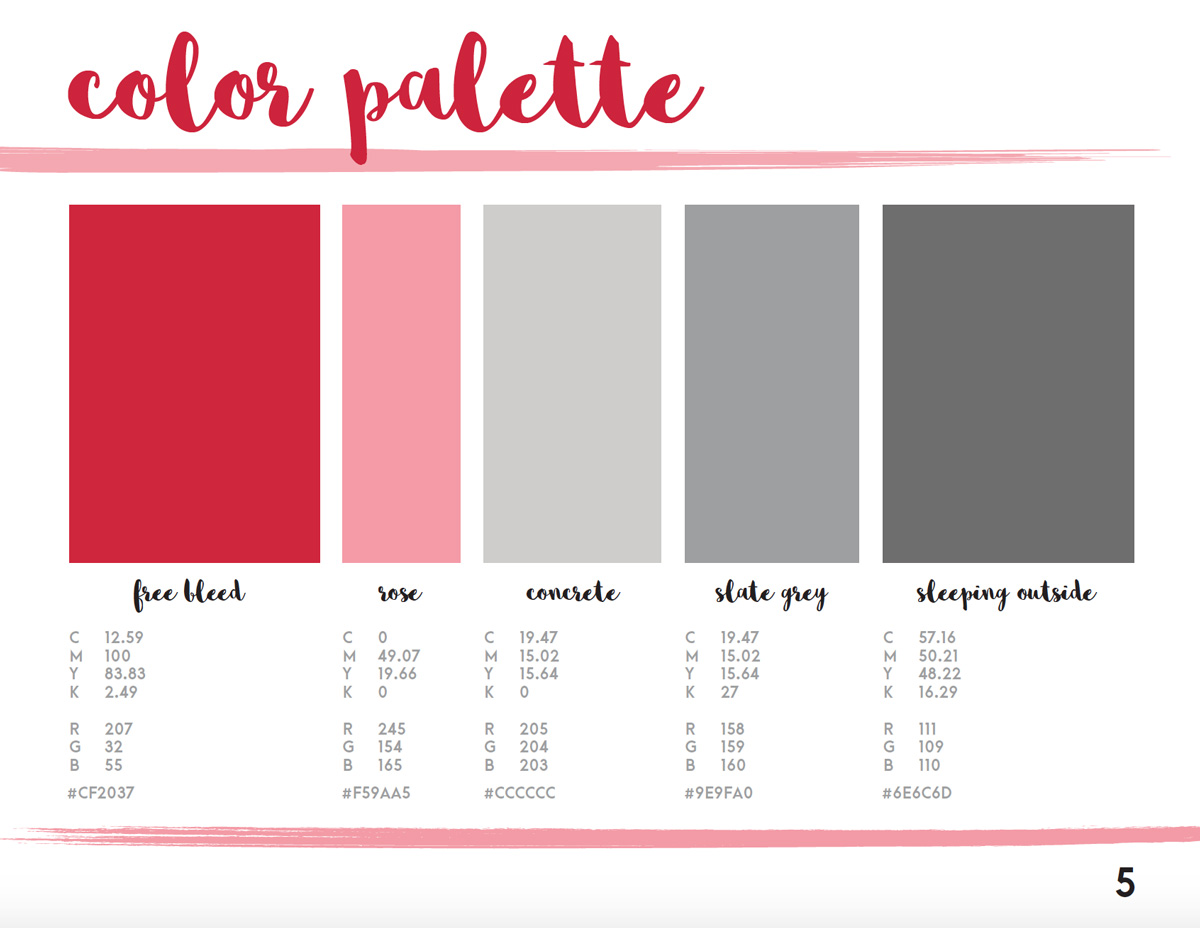 color palette
free bleed
C 12.59
M 100
Y 83.83
K 2.49
R 207
G 32
B 55
#CF2037
rose
C 0
M 49.07
Y 19.66
K 0
R 245
G 154
B 165
#F59AA5
concrete
C 19.47
M 15.02
Y 15.64
K 0
R 205
G 204
B 203
#CCCCCC
slate grey
C 19.47
M 15.02
Y 15.64
K 27
R 158
G 159
B 160
#9E9FA0
sleeping outside
C 57.16
M 50.21
Y 48.22
K 16.29
R 111
G 109
B 110
#6E6C6D
5